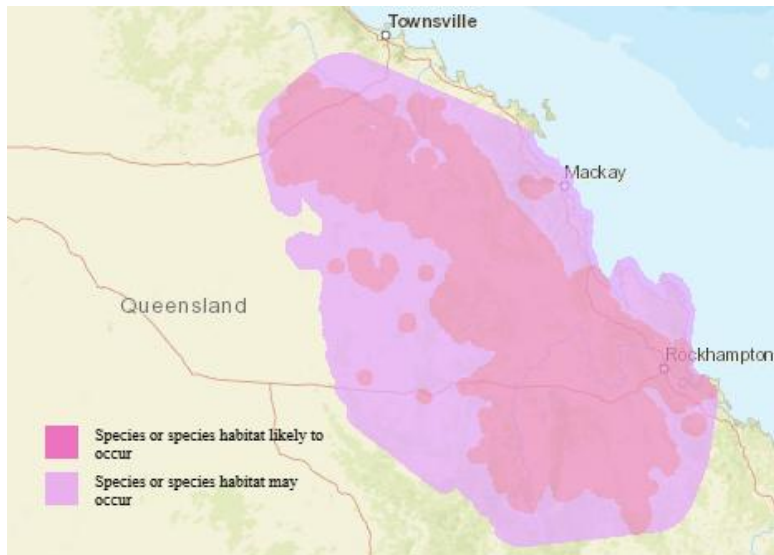 Townsville
Mackay
Queensland
Rockhampton
Species or species habitat likely to
occur
Species or species habitat may
occur